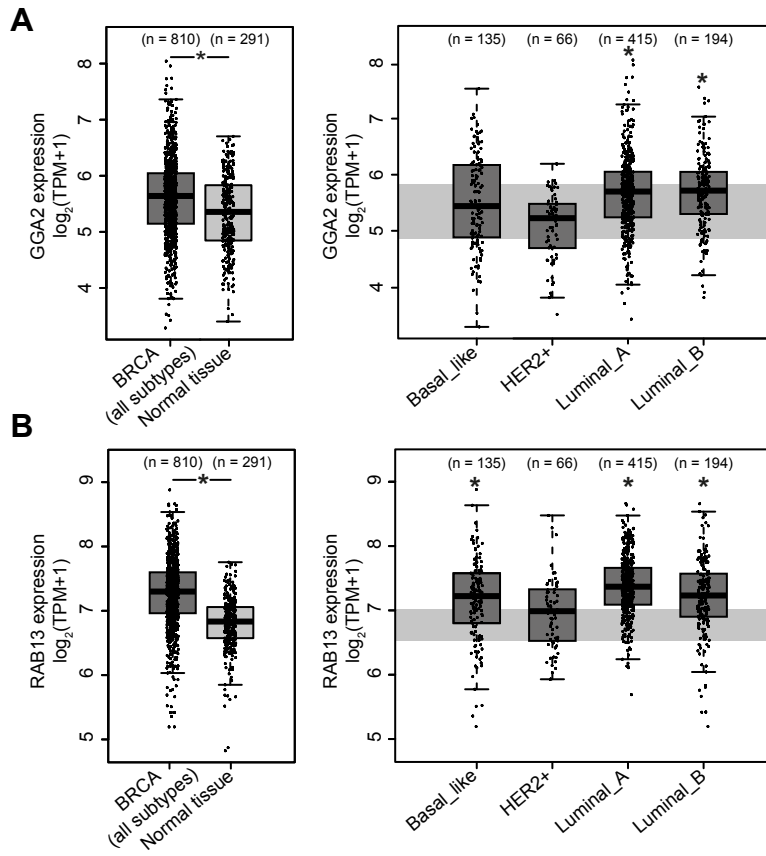 A
(n = 810) (n = 291)
*
GGA2 expression
log2(TPM+1)
8
7
6
5
4
BRCA
(all subtypes)
Normal tissue
(n = 135) (n = 66) (n = 415) (n = 194)
* *
GGA2 expression
log2(TPM+1)
8
7
6
5
4
Basal_like
HER2+
Luminal_A
Luminal_B
B
(n = 810) (n = 291)
*
RAB13 expression
log2(TPM+1)
9
8
7
6
5
BRCA
(all subtypes)
Normal tissue
(n = 135) (n = 66) (n = 415) (n = 194)
* * *
RAB13 expression
log2(TPM+1)
9
8
7
6
5
Basal_like
HER2+
Luminal_A
Luminal_B